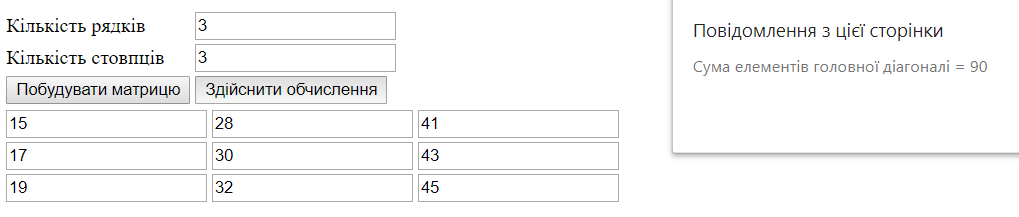 Кількість рядків 3
Кількість стовпців 3
Побудувати матрицю Здійснити обчислення
15 28 41
17 30 43
19 32 45
Повідомлення з цієї сторінки
Сума елементів головної діагоналі = 90